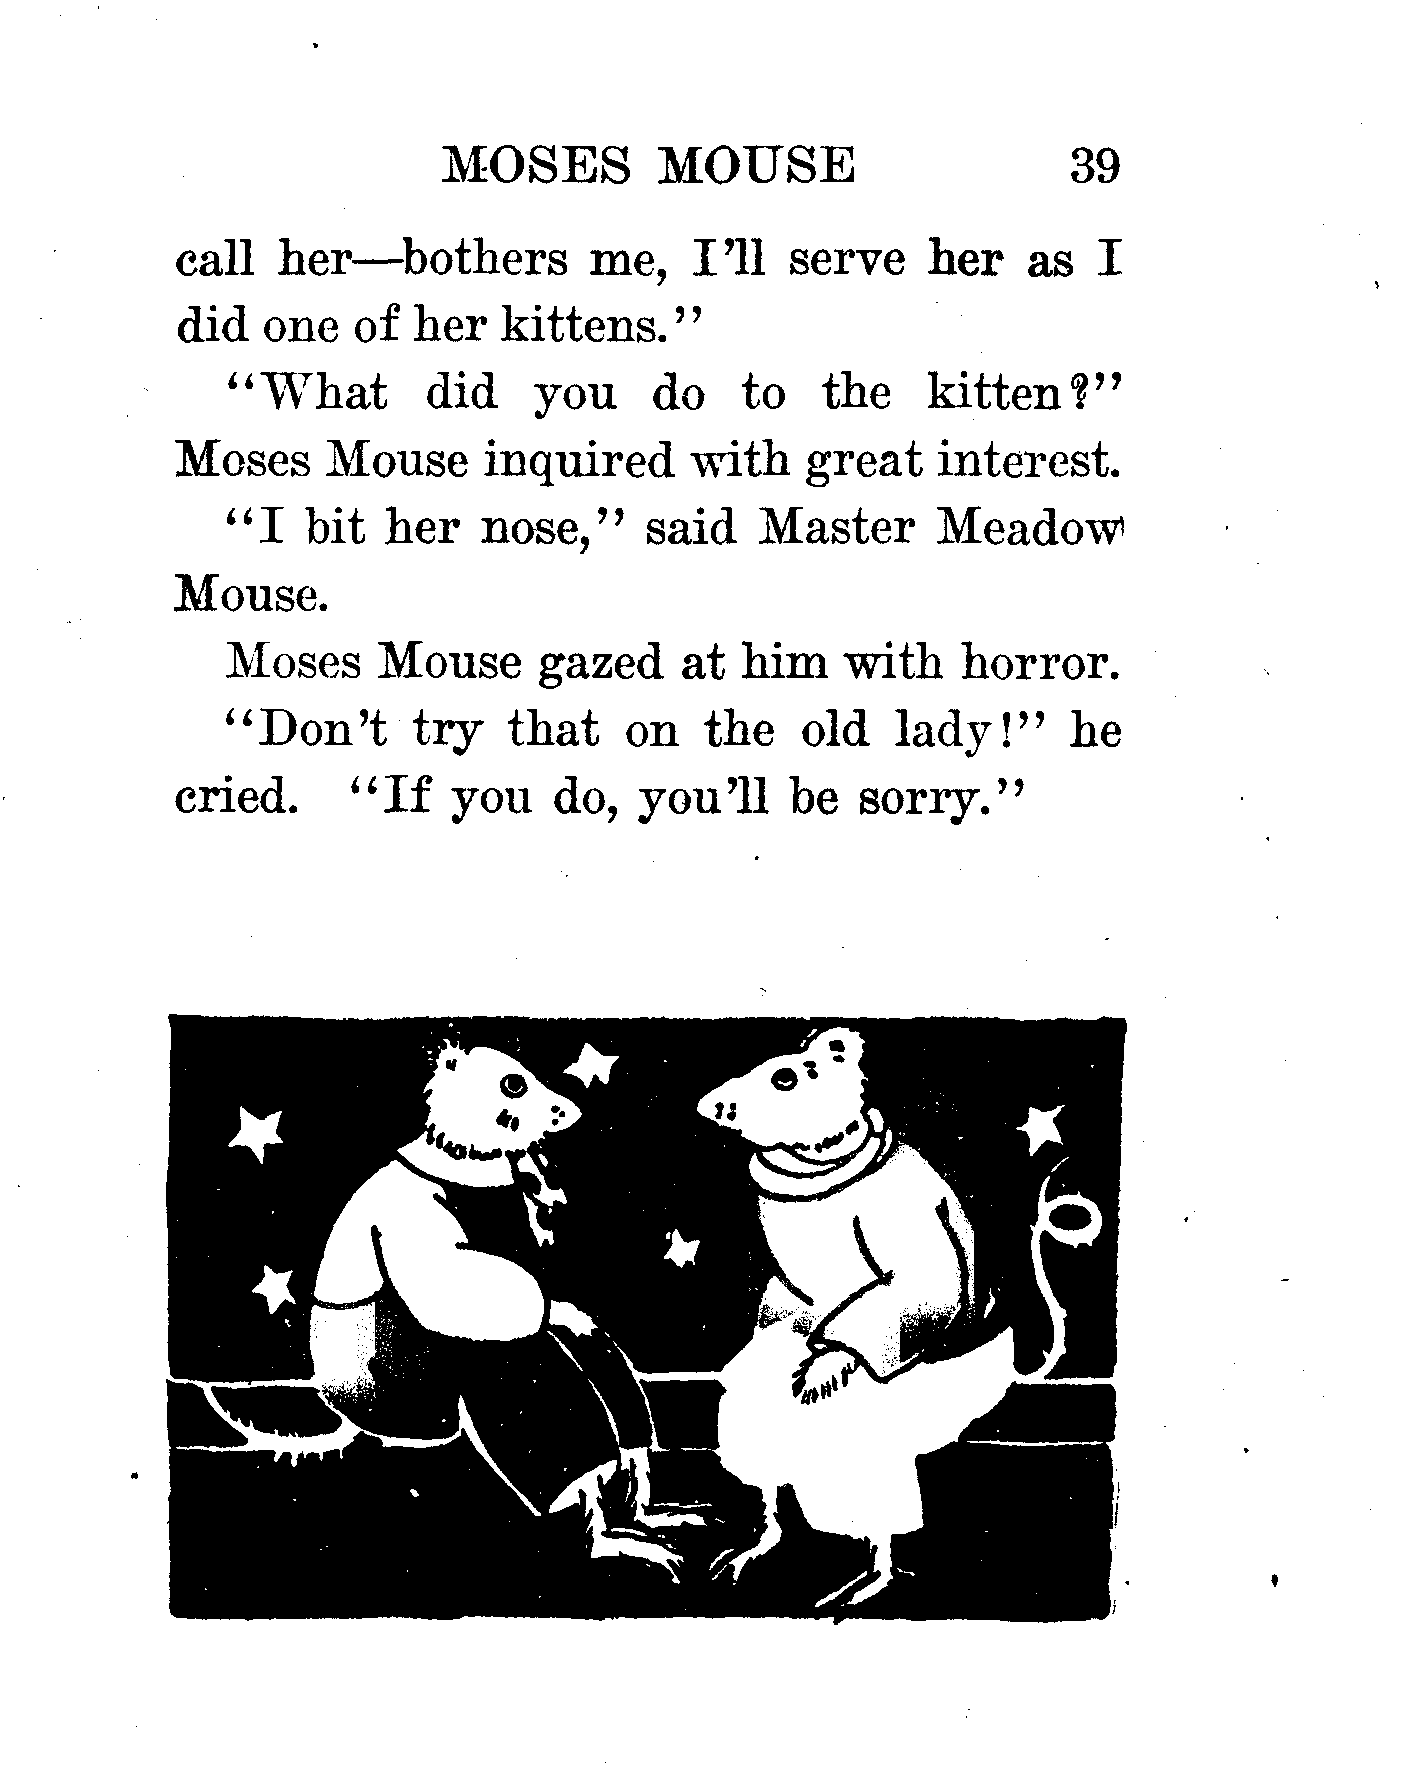 MOSES MOUSE 39
call her—bothers me, I'll serve her as I
did one of her kittens."
"What did you do to the kitten?"
Moses Mouse inquired with great interest.
"I bit her nose," said Master Meadow
Mouse.
Moses Mouse gazed at him with horror.
"Don't try that on the old lady!" he
cried. "If you do, you'll be sorry."